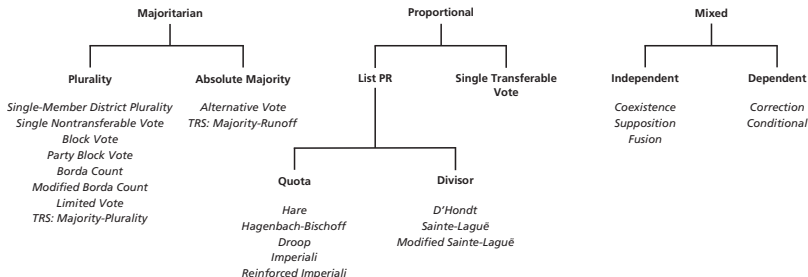 Majoritarian
Proportional
Mixed
Plurality
Absolute Majority
List PR
Single Transferable
Vote
Independent
Dependent
Single-Member District Plurality
Single Nontransferable Vote
Block Vote
Party Block Vote
Borda Count
Modified Borda Count
Limited Vote
TRS: Majority-Plurality
Alternative Vote
TRS: Majority-Runoff
Coexistence
Supposition
Fusion
Correction
Conditional
Quota
Divisor
Hare
Hagenbach-Bischoff
Droop
Imperiali
Reinforced Imperiali
D'Hondt
Sainte-Laguë
Modified Sainte-Laguë